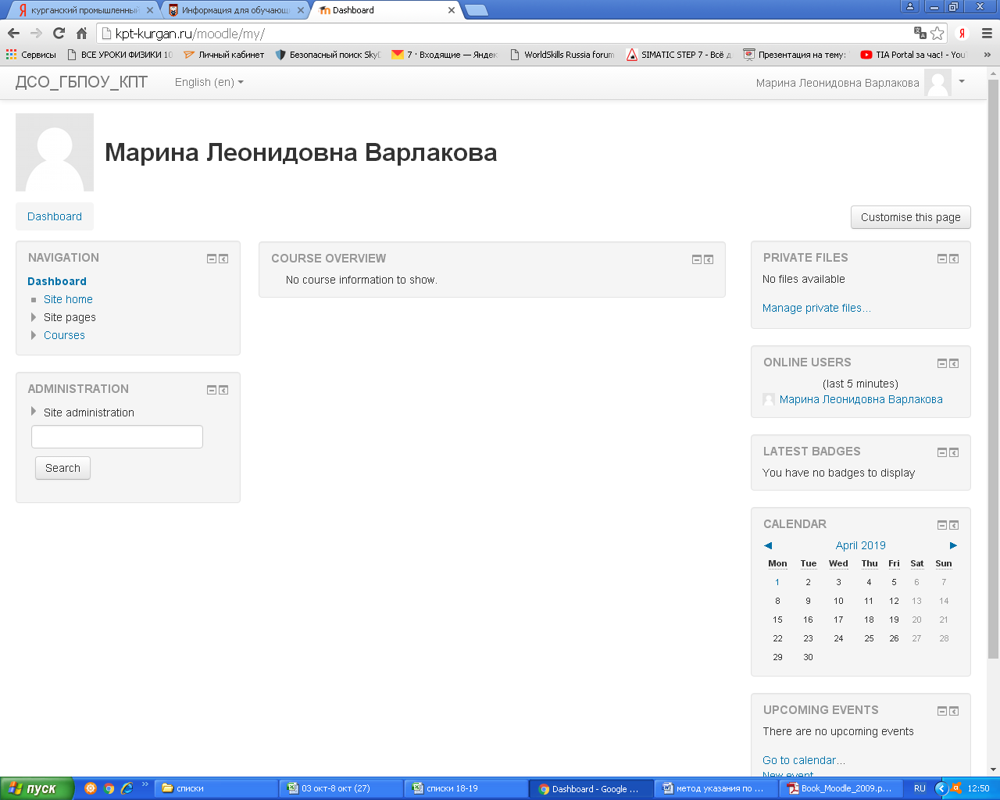 курганский промышленный
Информация для обучающ
Dashboard
kpt-kurgan.ru/moodle/my/
Сервисы
ВСЕ УРОКИ ФИЗИКИ 10
Личный кабинет
Безопасный поиск SkyD
7 · Входящие — Яндек
WorldSkills Russia forum
SIMATIC STEP 7 - Всё д
Презентация на тему:
TIA Portal за час! - You
»
ДСО_ГБПОУ_КПТ
English (en)
Марина Леонидовна Варлакова
Марина Леонидовна Варлакова
Dashboard
Customise this page
NAVIGATION
Dashboard
Site home
Site pages
Courses
ADMINISTRATION
Site administration
Search
COURSE OVERVIEW
No course information to show.
PRIVATE FILES
No files available
Manage private files...
ONLINE USERS
(last 5 minutes)
Марина Леонидовна Варлакова
LATEST BADGES
You have no badges to display
CALENDAR
◄ April 2019 ►
Mon Tue Wed Thu Fri Sat Sun
1 2 3 4 5 6 7
8 9 10 11 12 13 14
15 16 17 18 19 20 21
22 23 24 25 26 27 28
29 30
UPCOMING EVENTS
There are no upcoming events
Go to calendar...
New event
пуск
»
списки
03 окт-8 окт (27)
списки 18-19
Dashboard - Google ...
метод указания по ...
Book_Moodle_2009.p...
RU
12:50